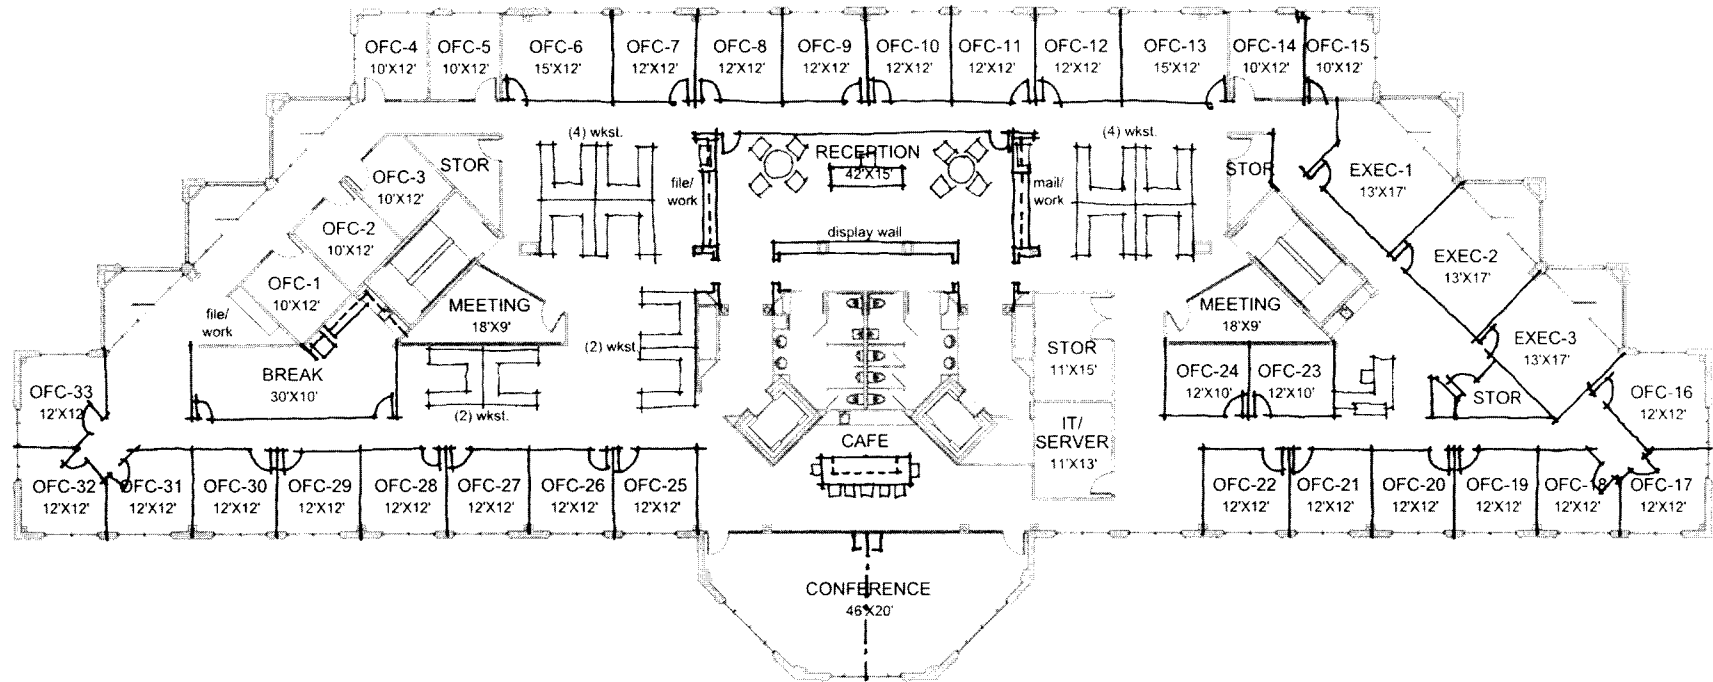 OFC-4 OFC-5 OFC-6 OFC-7 OFC-8 OFC-9 OFC-10 OFC-11 OFC-12 OFC-13 OFC-14 OFC-15
10'X12' 10'X12' 15'X12' 12'X12' 12'X12' 12'X12' 12'X12' 12'X12' 12'X12' 15'X12' 10'X12' 10'X12'
(4) wkst. (4) wkst.
STOR RECEPTION STOR
42'X15'
OFC-3 EXEC-1
10'X12' 13'X17'
file/ mail/
work work
OFC-2
10'X12'
display wall
EXEC-2
13'X17'
OFC-1
10'X12'
MEETING MEETING
18'X9' 18'X9'
file/
work
(2) wkst. STOR EXEC-3
11'X15' 13'X17'
BREAK OFC-24 OFC-23
30'X10' 12'X10' 12'X10'
OFC-33 STOR OFC-16
12'X12' 12'X12'
(2) wkst.
CAFE IT/
SERVER
11'X13'
OFC-32 OFC-31 OFC-30 OFC-29 OFC-28 OFC-27 OFC-26 OFC-25 OFC-22 OFC-21 OFC-20 OFC-19 OFC-18 OFC-17
12'X12' 12'X12' 12'X12' 12'X12' 12'X12' 12'X12' 12'X12' 12'X12' 12'X12' 12'X12' 12'X12' 12'X12' 12'X12' 12'X12'
CONFERENCE
46'X20'